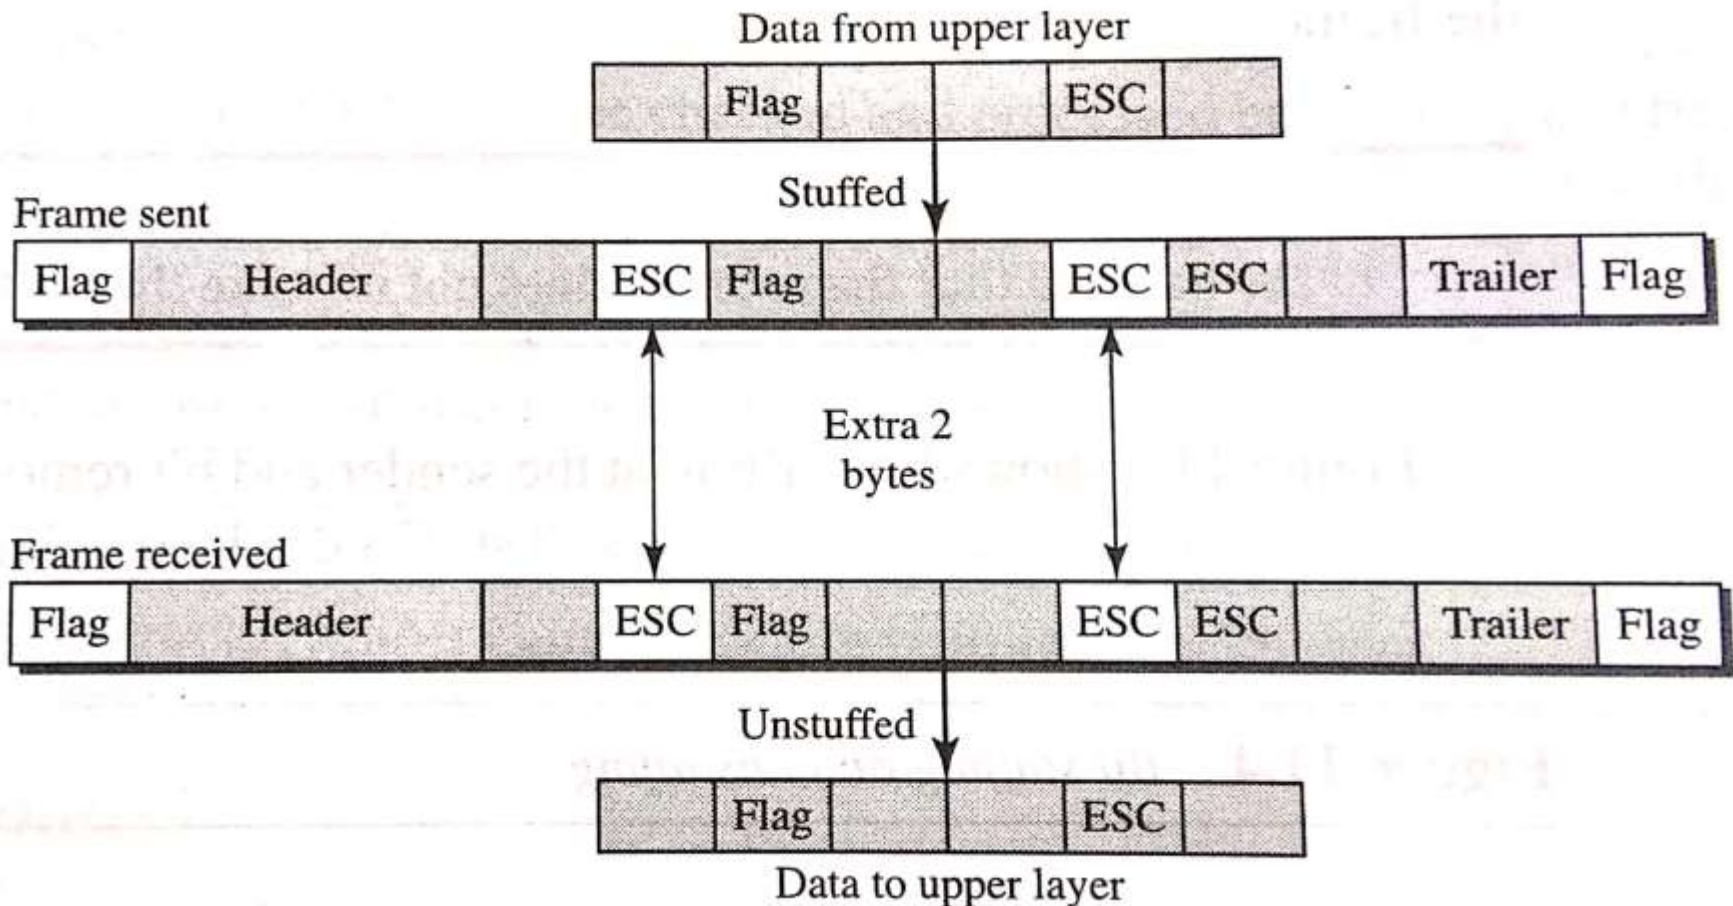 Data from upper layer
Flag ESC
Stuffed
Frame sent
Flag Header ESC Flag ESC ESC Trailer Flag
Extra 2
bytes
Frame received
Flag Header ESC Flag ESC ESC Trailer Flag
Unstuffed
Flag ESC
Data to upper layer